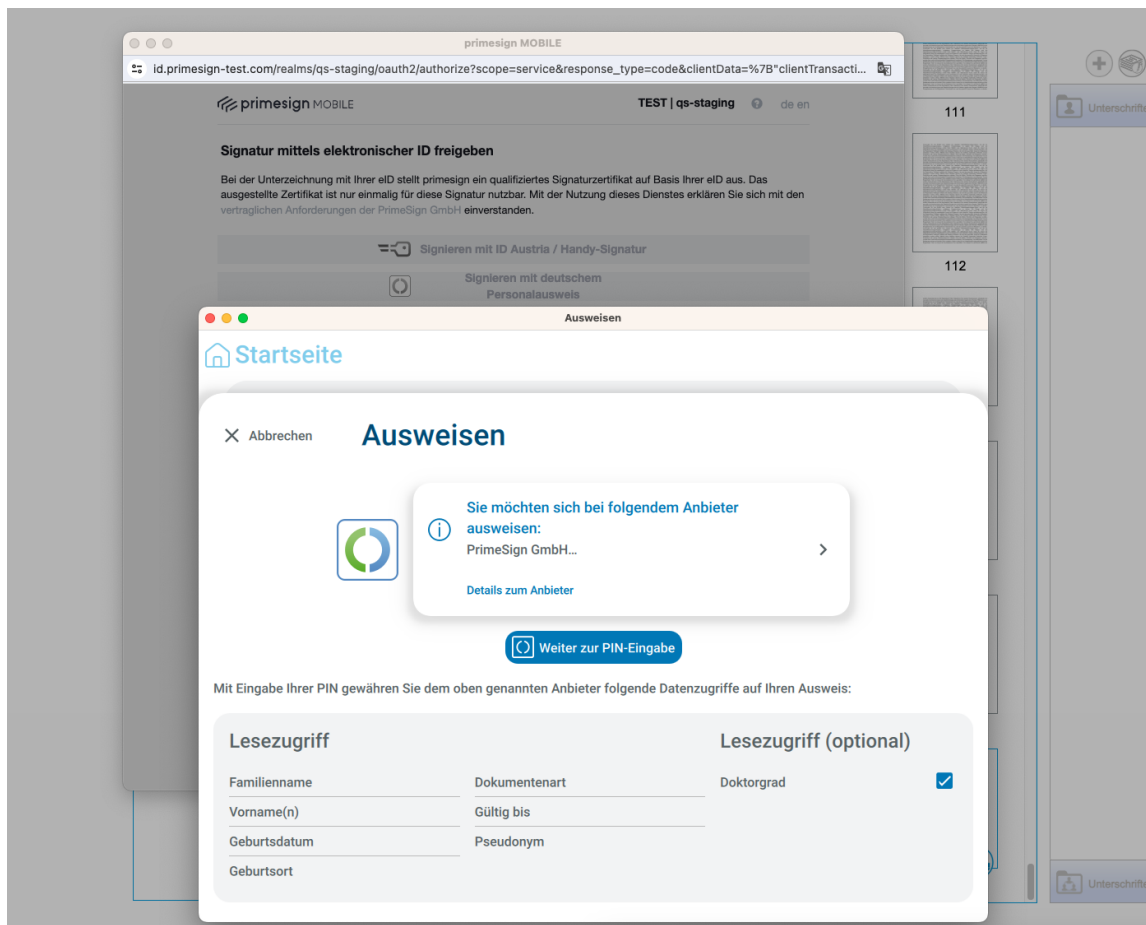 primesign MOBILE
id.primesign-test.com/realms/qs-staging/oauth2/authorize?scope=service&response_type=code&clientData=%7B"clientTransacti...
primesign MOBILE
TEST | qs-staging
de en
Signatur mittels elektronischer ID freigeben
Bei der Unterzeichnung mit Ihrer eID stellt primesign ein qualifiziertes Signaturzertifikat auf Basis Ihrer eID aus. Das
ausgestellte Zertifikat ist nur einmalig für diese Signatur nutzbar. Mit der Nutzung dieses Dienstes erklären Sie sich mit den
vertraglichen Anforderungen der PrimeSign GmbH einverstanden.
Signieren mit ID Austria / Handy-Signatur
Signieren mit deutschem
Personalausweis
111
112
Unterschrifte
Ausweisen
Startseite
Abbrechen
Ausweisen
Sie möchten sich bei folgendem Anbieter
ausweisen:
PrimeSign GmbH...
Details zum Anbieter
Weiter zur PIN-Eingabe
Mit Eingabe Ihrer PIN gewähren Sie dem oben genannten Anbieter folgende Datenzugriffe auf Ihren Ausweis:
Lesezugriff
Familienname
Vorname(n)
Geburtsdatum
Geburtsort
Dokumentenart
Gültig bis
Pseudonym
Lesezugriff (optional)
Doktorgrad
Unterschrifte